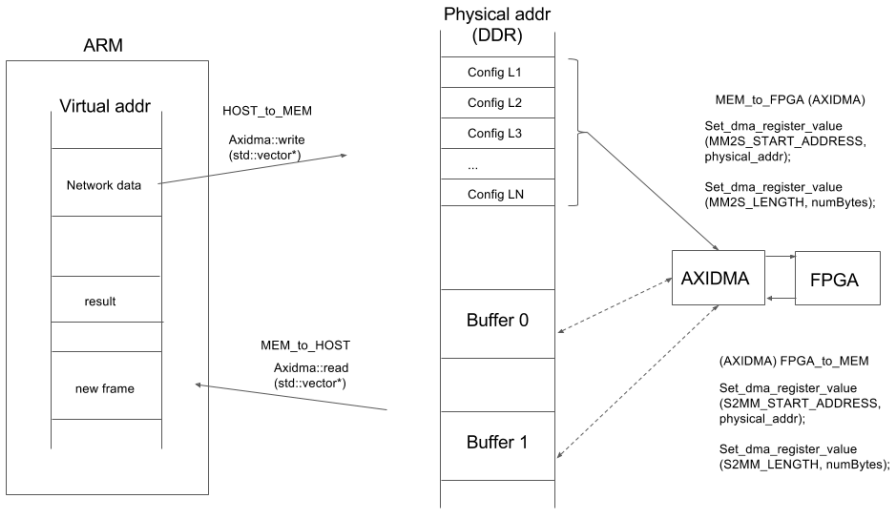 ARM
Virtual addr
Network data
result
new frame
HOST_to_MEM
Axidma::write
(std::vector*)
MEM_to_HOST
Axidma::read
(std::vector*)
Physical addr
(DDR)
Config L1
Config L2
Config L3
...
Config LN
Buffer 0
Buffer 1
MEM_to_FPGA (AXIDMA)
Set_dma_register_value
(MM2S_START_ADDRESS,
physical_addr);
Set_dma_register_value
(MM2S_LENGTH, numBytes);
AXIDMA
FPGA
(AXIDMA) FPGA_to_MEM
Set_dma_register_value
(S2MM_START_ADDRESS,
physical_addr);
Set_dma_register_value
(S2MM_LENGTH, numBytes);